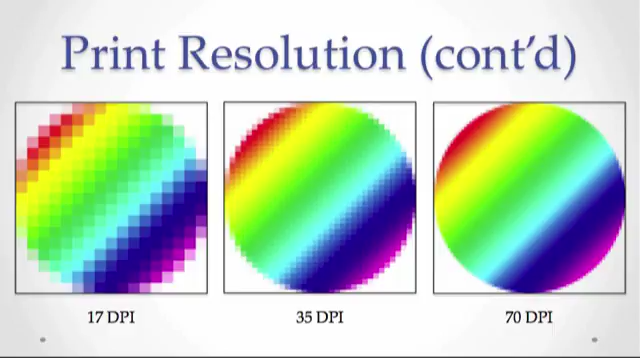 Print Resolution (cont’d)
17 DPI
35 DPI
70 DPI